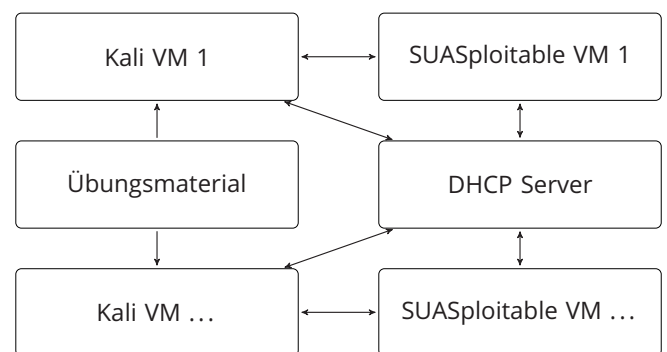 Kali VM 1
SUASploitable VM 1
Übungsmaterial
DHCP Server
Kali VM ...
SUASploitable VM ...